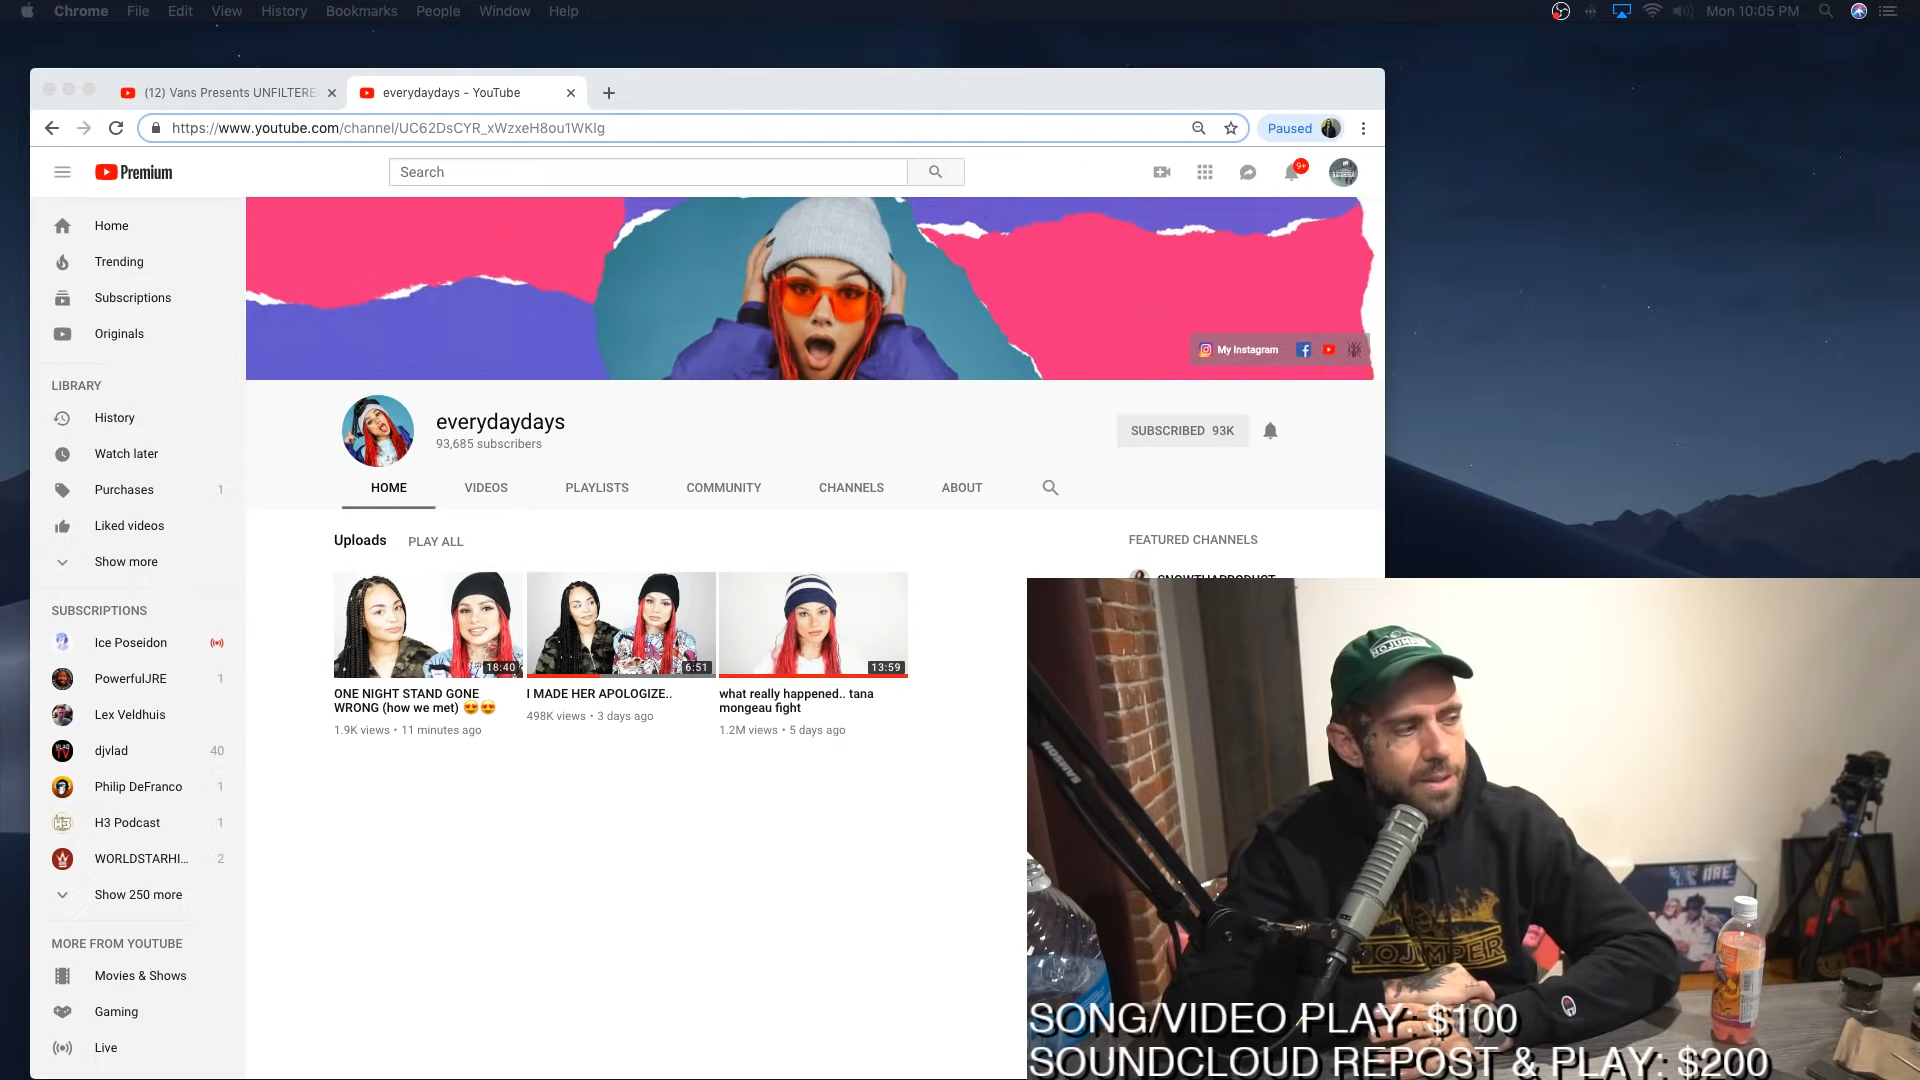 Chrome File Edit View History Bookmarks People Window Help
Mon 10:05 PM
(12) Vans Presents UNFILTERE
everydaydays - YouTube
https://www.youtube.com/channel/UC62DsCYR_xWzxeH8ou1WKIg
Paused
Premium
Search
9+
Home
Trending
Subscriptions
Originals
LIBRARY
History
Watch later
Purchases 1
Liked videos
Show more
SUBSCRIPTIONS
Ice Poseidon
PowerfulJRE 1
Lex Veldhuis
djvlad 40
Philip DeFranco 1
H3 Podcast 1
WORLDSTARHI... 2
Show 250 more
MORE FROM YOUTUBE
Movies & Shows
Gaming
Live
My Instagram
everydaydays
93,685 subscribers
SUBSCRIBED 93K
HOME VIDEOS PLAYLISTS COMMUNITY CHANNELS ABOUT
Uploads PLAY ALL
18:40
ONE NIGHT STAND GONE
WRONG (how we met) 😍😍
1.9K views • 11 minutes ago
6:51
I MADE HER APOLOGIZE..
498K views • 3 days ago
13:59
what really happened.. tana
mongeau fight
1.2M views • 5 days ago
FEATURED CHANNELS
SNOWTHAPRODUCT
SAMSON
NOJUMPER
SONG/VIDEO PLAY: $100
SOUNDCLOUD REPOST & PLAY: $200